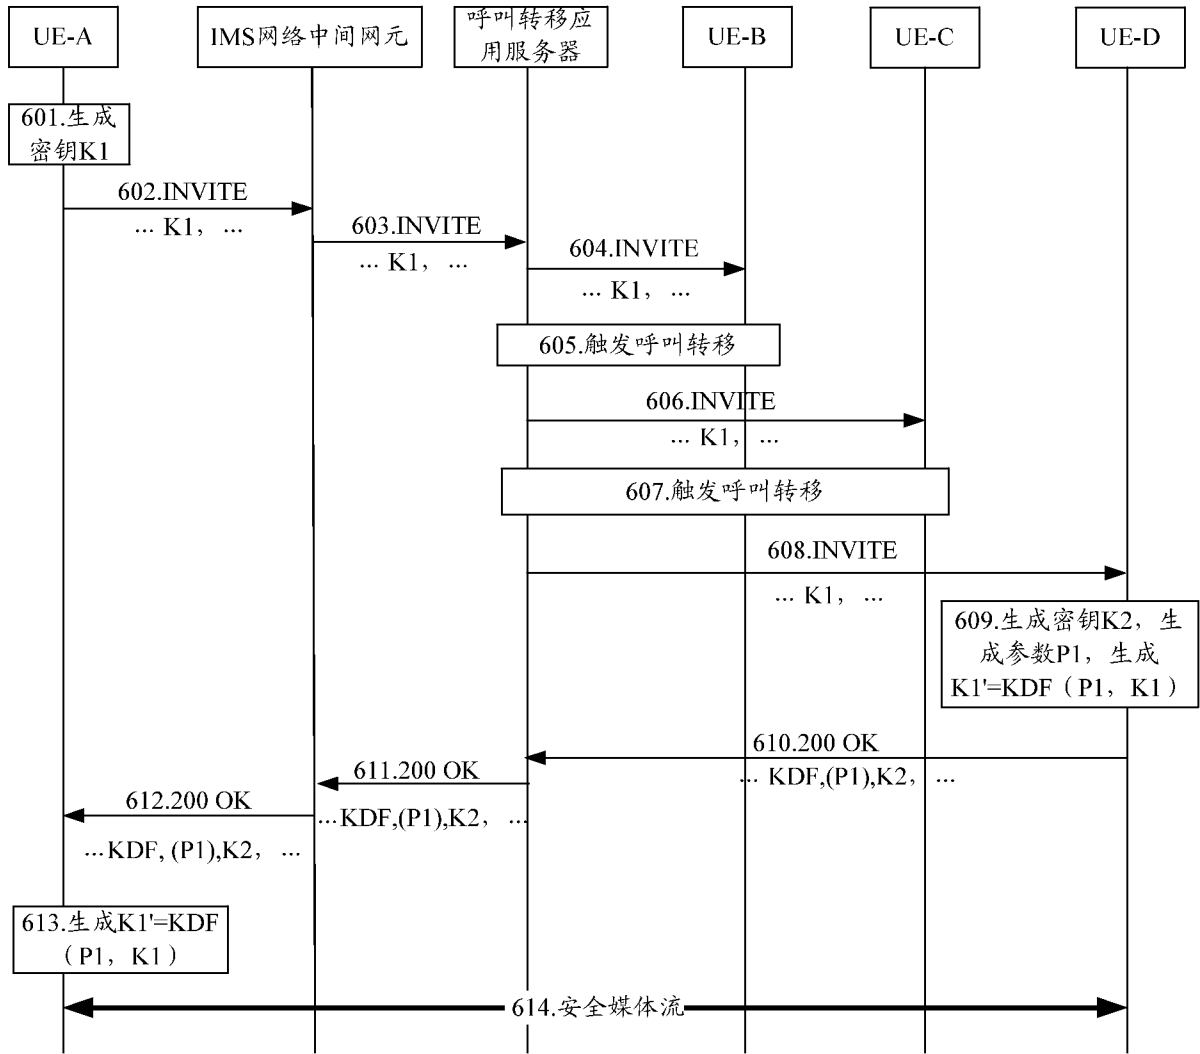 UE-A
IMS网络中间网元
呼叫转移应
用服务器
UE-B
UE-C
UE-D
601.生成
密钥K1
602.INVITE
... K1， ...
603.INVITE
... K1， ...
604.INVITE
... K1， ...
605.触发呼叫转移
606.INVITE
... K1， ...
607.触发呼叫转移
608.INVITE
... K1， ...
609.生成密钥K2，生
成参数P1，生成
K1'=KDF（P1，K1）
610.200 OK
... KDF,(P1),K2， ...
611.200 OK
...KDF,(P1),K2， ...
612.200 OK
...KDF, (P1),K2， ...
613.生成K1'=KDF
（P1，K1）
614.安全媒体流